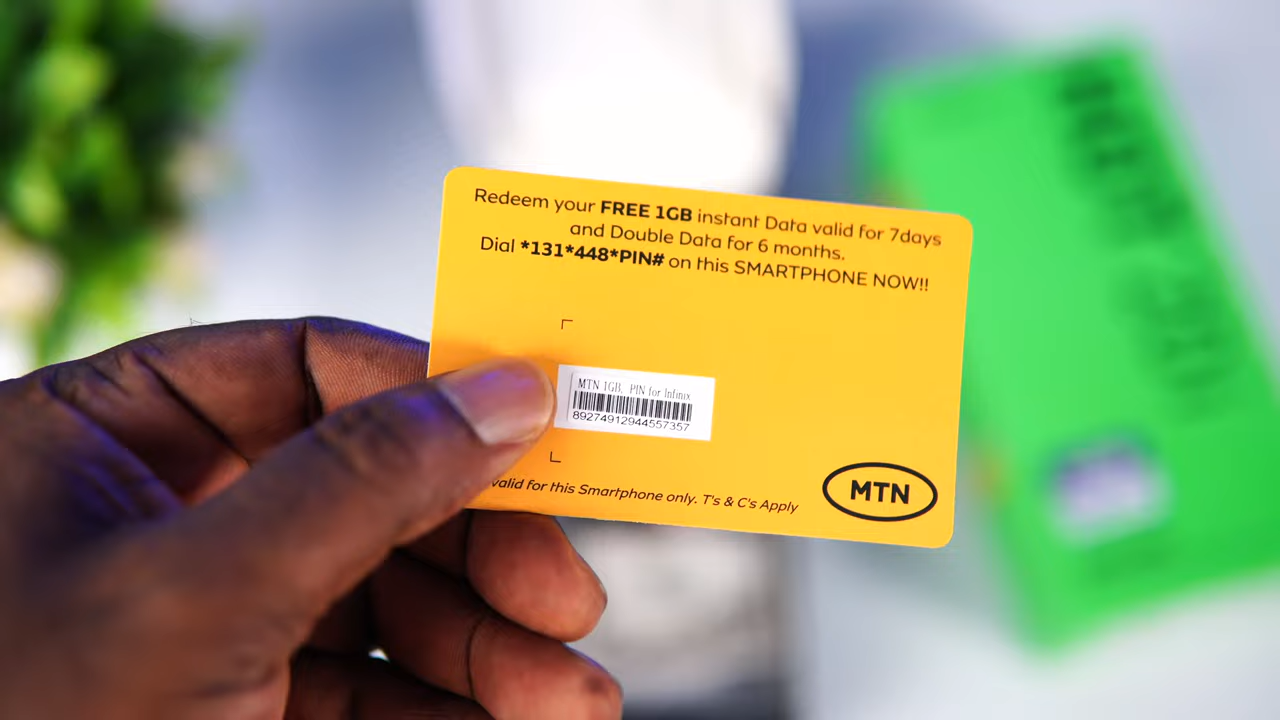 Redeem your FREE 1GB instant Data valid for 7days
and Double Data for 6 months.
Dial *131*448*PIN# on this SMARTPHONE NOW!!
MTN 1GB, PIN for Infinix
89274912944557357
valid for this Smartphone only. T's & C's Apply
MTN